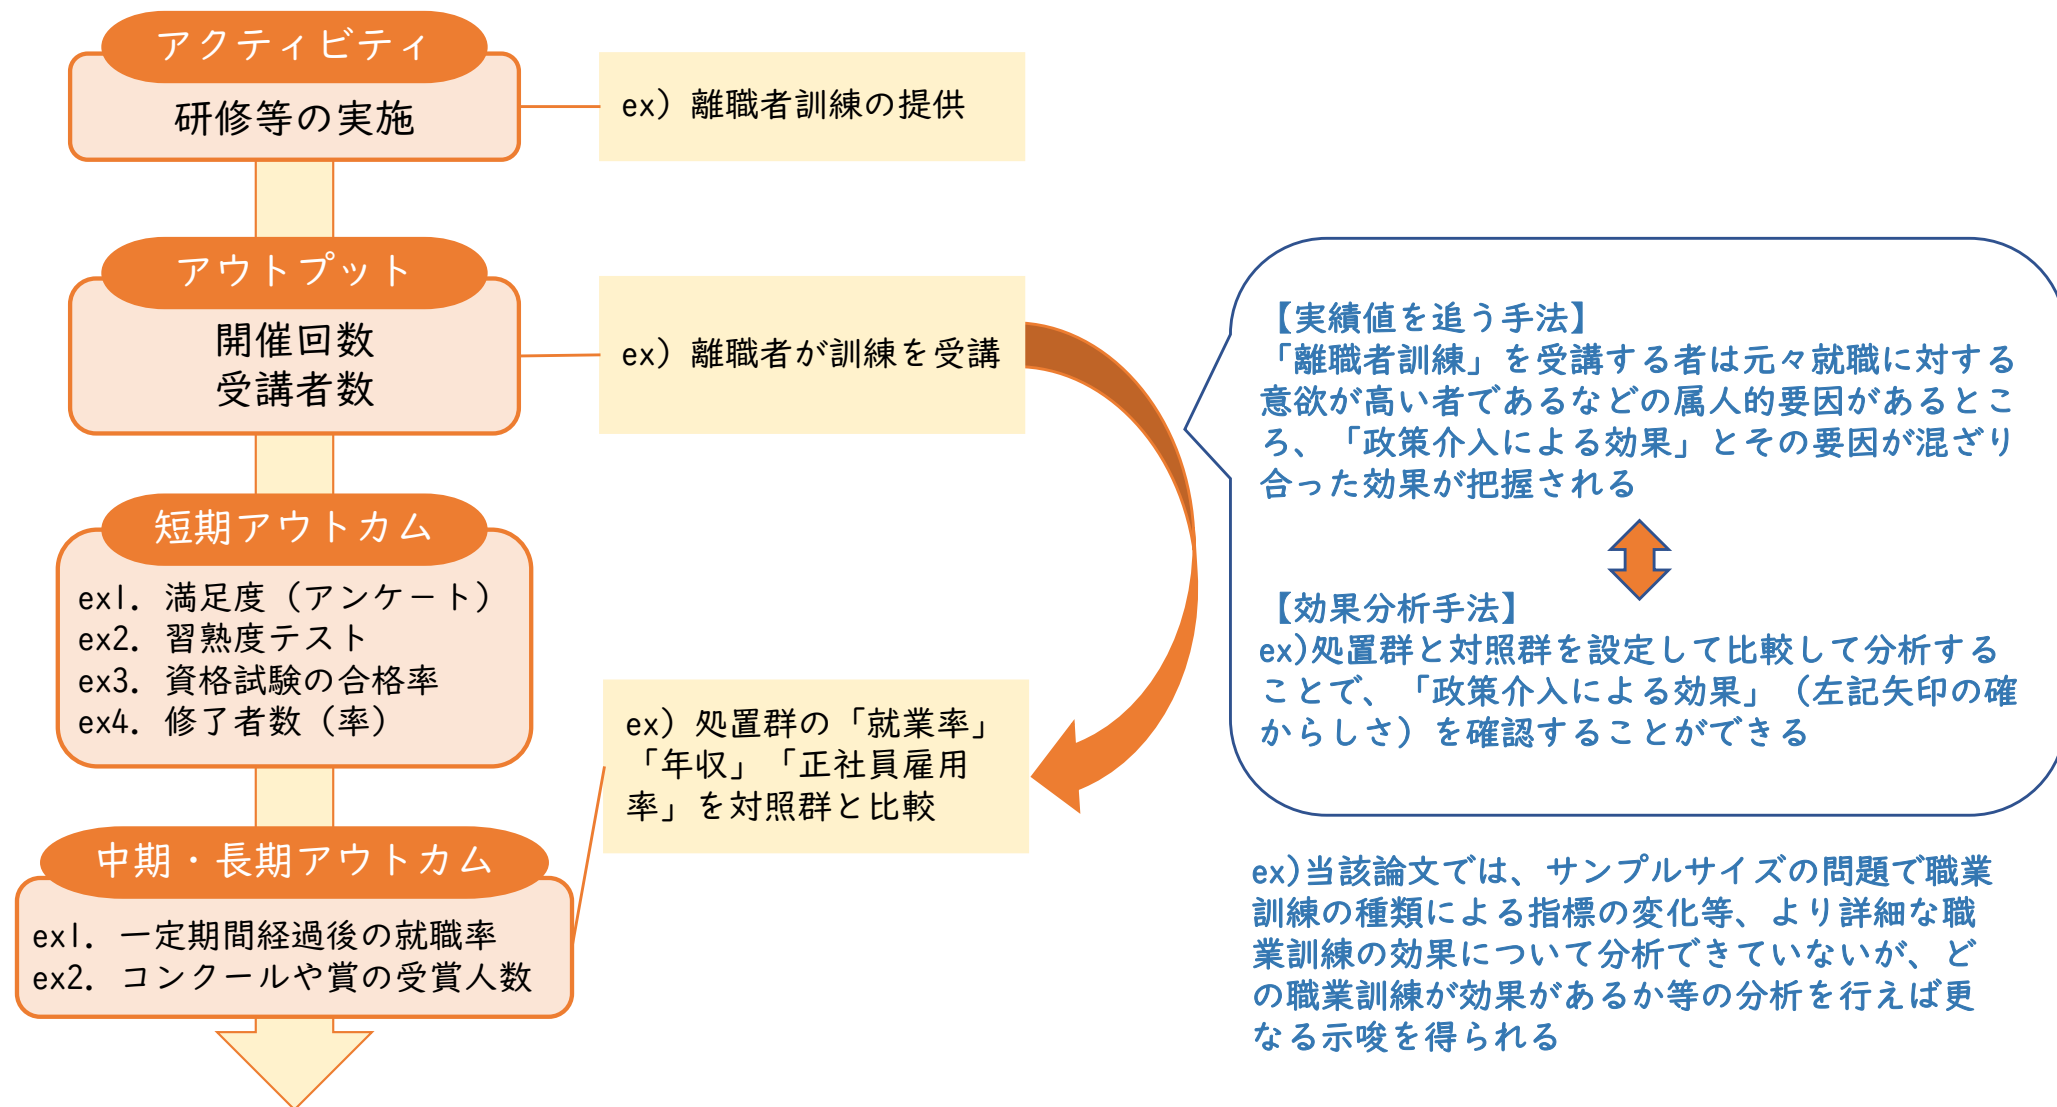 アクティビティ
研修等の実施
ex）離職者訓練の提供
アウトプット
開催回数
受講者数
ex）離職者が訓練を受講
短期アウトカム
ex1．満足度（アンケート）
ex2．習熟度テスト
ex3．資格試験の合格率
ex4．修了者数（率）
ex）処置群の「就業率」
「年収」「正社員雇用
率」を対照群と比較
中期・長期アウトカム
ex1．一定期間経過後の就職率
ex2．コンクールや賞の受賞人数
【実績値を追う手法】
「離職者訓練」を受講する者は元々就職に対する
意欲が高い者であるなどの属人的要因があるとこ
ろ、「政策介入による効果」とその要因が混ざり
合った効果が把握される
【効果分析手法】
ex)処置群と対照群を設定して比較して分析する
ことで、「政策介入による効果」（左記矢印の確
からしさ）を確認することができる
ex)当該論文では、サンプルサイズの問題で職業
訓練の種類による指標の変化等、より詳細な職
業訓練の効果について分析できていないが、ど
の職業訓練が効果があるか等の分析を行えば更
なる示唆を得られる